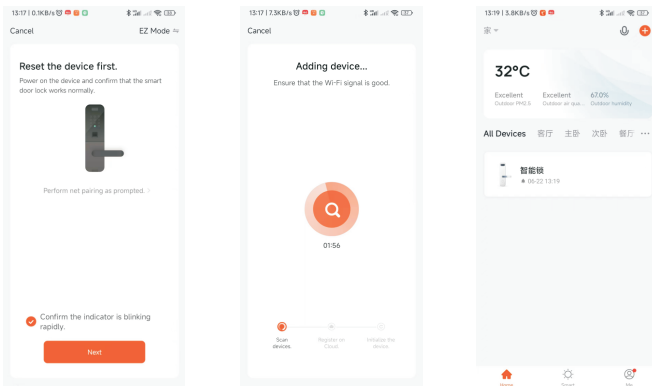 13:17 | 0.1KB/s
Cancel
EZ Mode
Reset the device first.
Power on the device and confirm that the smart
door lock works normally.
Perform net pairing as prompted. >
Confirm the indicator is blinking
rapidly.
Next
13:17 | 7.3KB/s
Cancel
Adding device...
Ensure that the Wi-Fi signal is good.
01:56
Scan
devices.
Register on
Cloud.
Initialize the
device.
13:19 | 3.8KB/s
家
32°C
Excellent
Outdoor PM2.5
Excellent
Outdoor air qua...
67.0%
Outdoor humidity
All Devices 客厅 主卧 次卧 餐厅 ...
智能锁
05-22 13:19
Home
Smart
Me